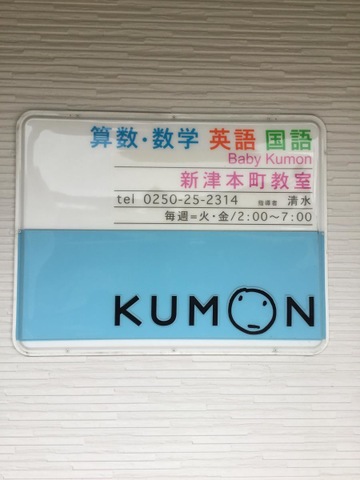 算数・数学 英語 国語
Baby Kumon
新津本町教室
tel 0250-25-2314 指導者 清水
毎週=火・金/2:00~7:00
KUMON